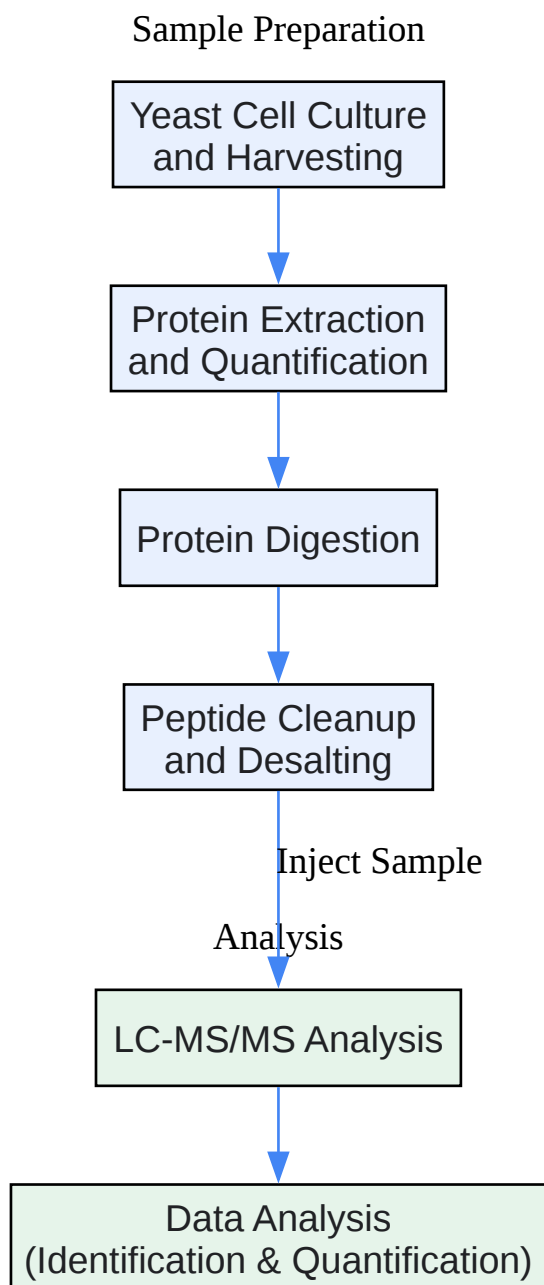 Sample Preparation
Yeast Cell Culture
and Harvesting
Protein Extraction
and Quantification
Protein Digestion
Peptide Cleanup
and Desalting
Inject Sample
Analysis
LC-MS/MS Analysis
Data Analysis
(Identification & Quantification)